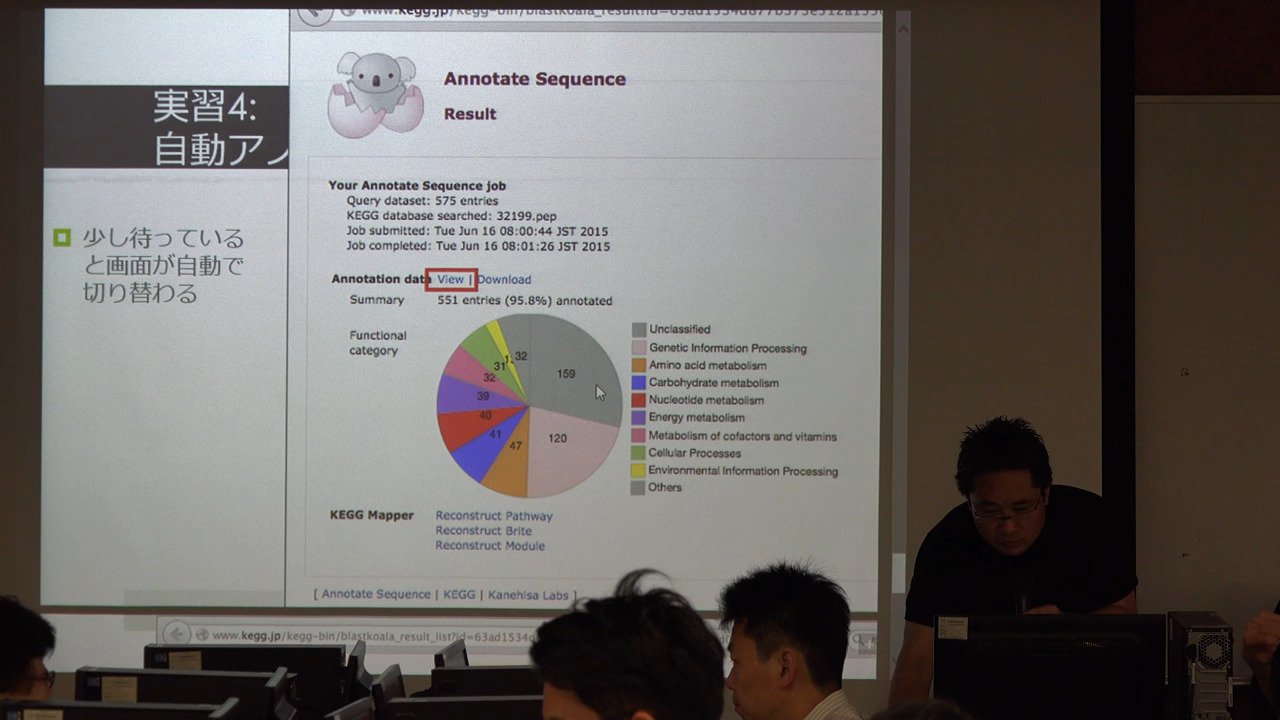 www.kegg.jp/kegg-bin/blastkoala_result?id=63ad1534d877b575e512a155
実習4:
自動アノ
少し待っている
と画面が自動で
切り替わる
Annotate Sequence
Result
Your Annotate Sequence job
Query dataset: 575 entries
KEGG database searched: 32199.pep
Job submitted: Tue Jun 16 08:00:44 JST 2015
Job completed: Tue Jun 16 08:01:26 JST 2015
Annotation data View | Download
Summary 551 entries (95.8%) annotated
Functional
category
159
120
47
41
40
39
32
31
32
Unclassified
Genetic Information Processing
Amino acid metabolism
Carbohydrate metabolism
Nucleotide metabolism
Energy metabolism
Metabolism of cofactors and vitamins
Cellular Processes
Environmental Information Processing
Others
KEGG Mapper Reconstruct Pathway
Reconstruct Brite
Reconstruct Module
[ Annotate Sequence | KEGG | Kanehisa Labs ]
www.kegg.jp/kegg-bin/blastkoala_result_list?id=63ad1534d